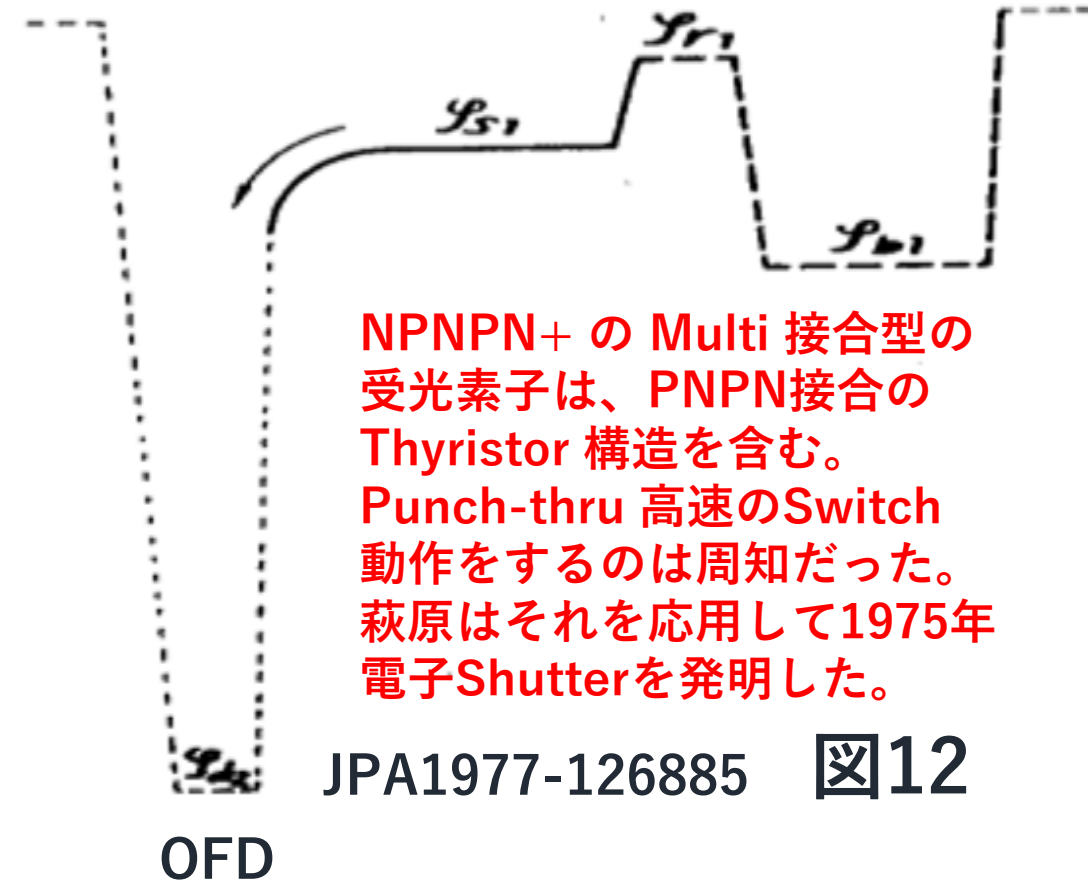 φr1
φs1
φb1
NPNPN+ の Multi 接合型の
受光素子は、PNPN接合の
Thyristor 構造を含む。
Punch-thru 高速のSwitch
動作をするのは周知だった。
萩原はそれを応用して1975年
電子Shutterを発明した。
JPA1977-126885 図12
OFD